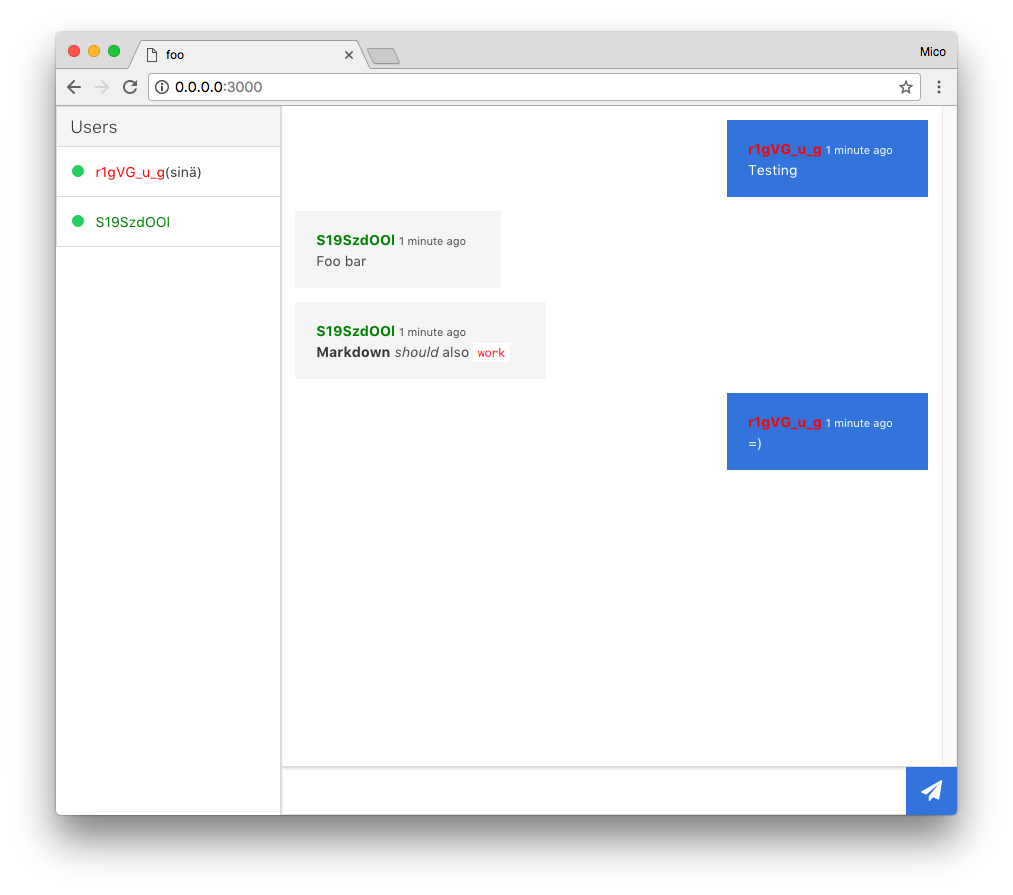 foo
Mico
0.0.0.0:3000
Users
r1gVG_u_g(sinä)
S19SzdOOl
r1gVG_u_g 1 minute ago
Testing
S19SzdOOl 1 minute ago
Foo bar
S19SzdOOl 1 minute ago
Markdown should also work
r1gVG_u_g 1 minute ago
=)